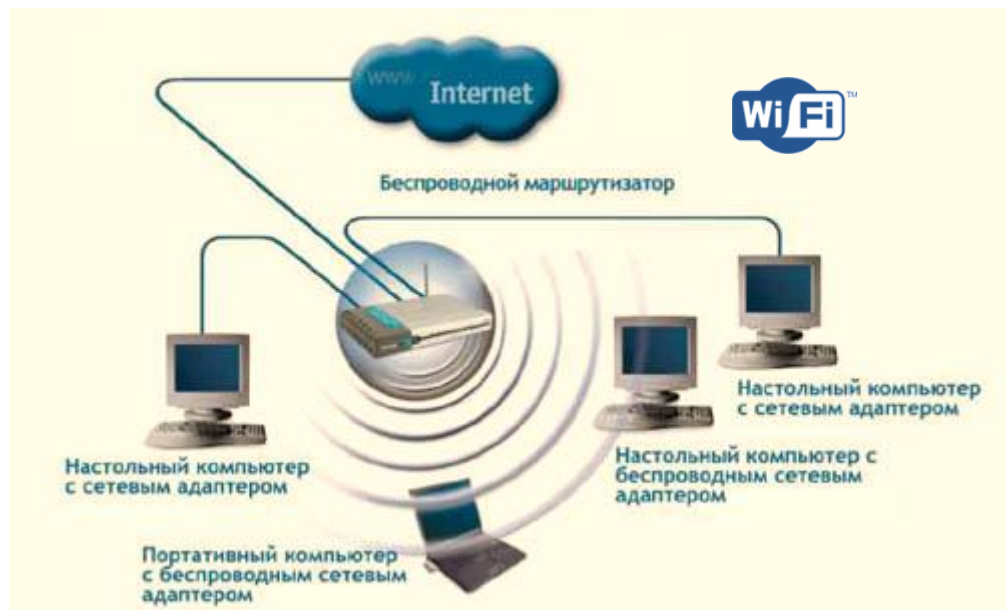 www.
Internet
Wi Fi™
Беспроводной маршрутизатор
Настольный компьютер
с сетевым адаптером
Настольный компьютер с
беспроводным сетевым
адаптером
Настольный компьютер
с сетевым адаптером
Портативный компьютер
с беспроводным сетевым
адаптером